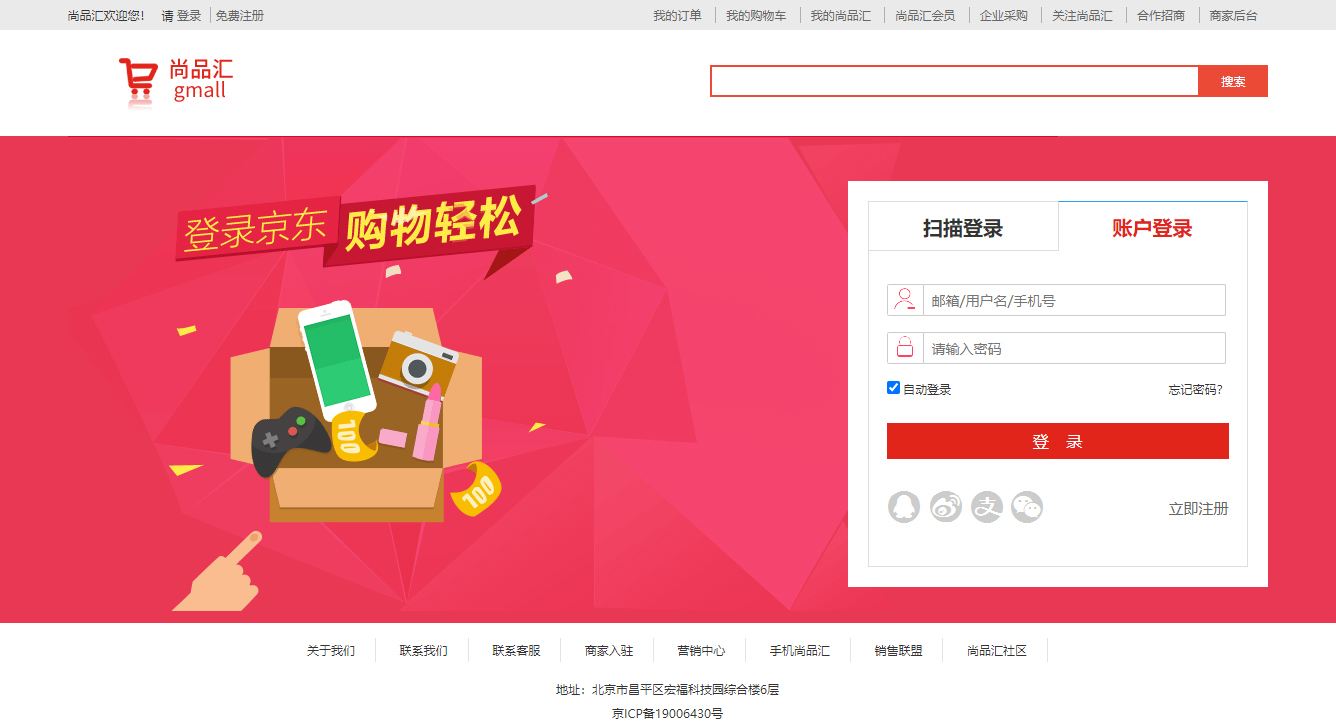 尚品汇欢迎您! 请 登录 免费注册 我的订单 我的购物车 我的尚品汇 尚品汇会员 企业采购 关注尚品汇 合作招商 商家后台
尚品汇
gmall
搜索
登录京东 购物轻松
扫描登录 账户登录
邮箱/用户名/手机号
请输入密码
自动登录 忘记密码?
登 录
100
100
支
立即注册
关于我们 联系我们 联系客服 商家入驻 营销中心 手机尚品汇 销售联盟 尚品汇社区
地址：北京市昌平区宏福科技园综合楼6层
京ICP备19006430号